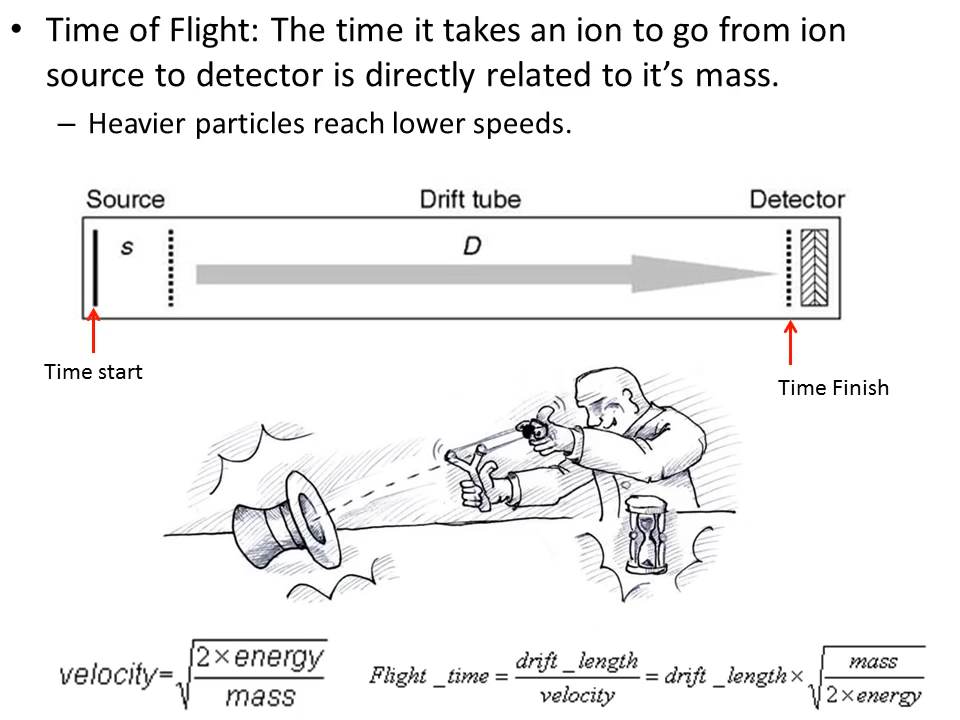 • Time of Flight: The time it takes an ion to go from ion
source to detector is directly related to it’s mass.
– Heavier particles reach lower speeds.
Source Drift tube Detector
s D
Time start
Time Finish
velocity=√(2×energy/mass)
Flight_time = drift_length/velocity = drift_length×√(mass/2×energy)